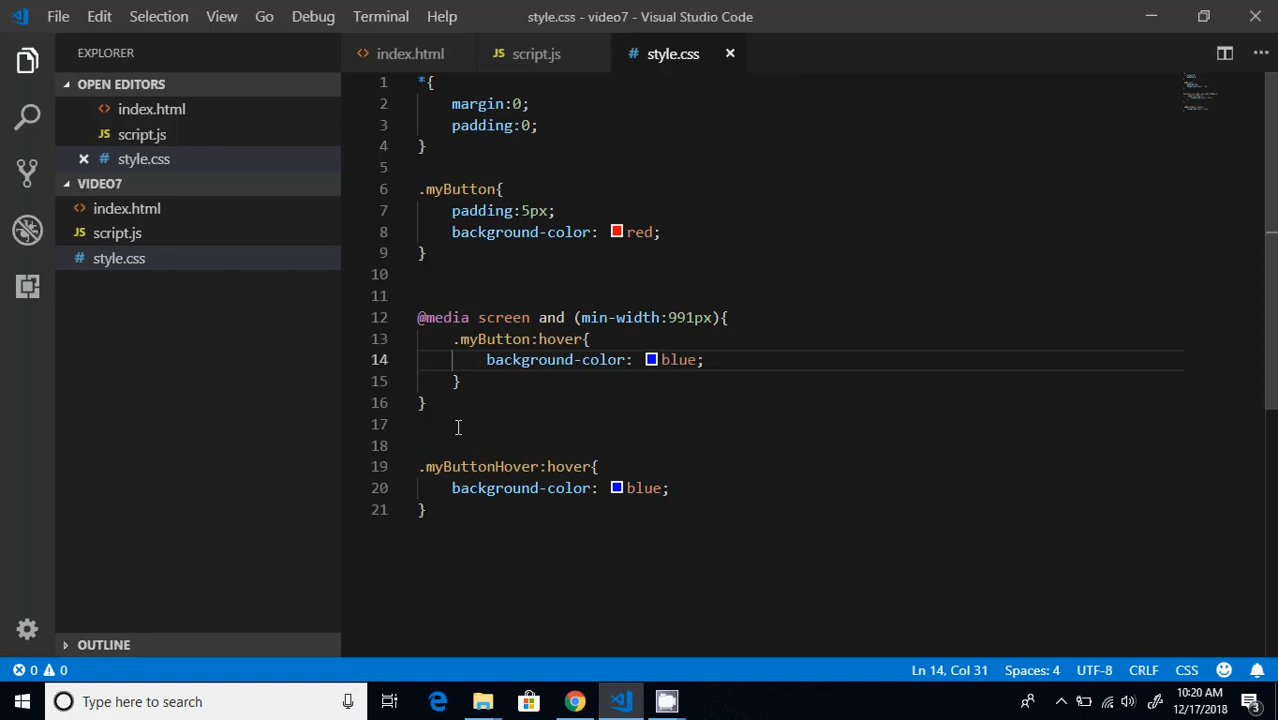 File Edit Selection View Go Debug Terminal Help
style.css - video7 - Visual Studio Code
EXPLORER
OPEN EDITORS
index.html
JS script.js
# style.css
VIDEO7
index.html
JS script.js
# style.css
OUTLINE
<> index.html
JS script.js
# style.css
1 *{
2 margin:0;
3 padding:0;
4 }
5
6 .myButton{
7 padding:5px;
8 background-color: red;
9 }
10
11
12 @media screen and (min-width:991px){
13 .myButton:hover{
14 background-color: blue;
15 }
16 }
17
18
19 .myButtonHover:hover{
20 background-color: blue;
21 }
0 0
Ln 14, Col 31 Spaces: 4 UTF-8 CRLF CSS
Type here to search
10:20 AM
12/17/2018
3